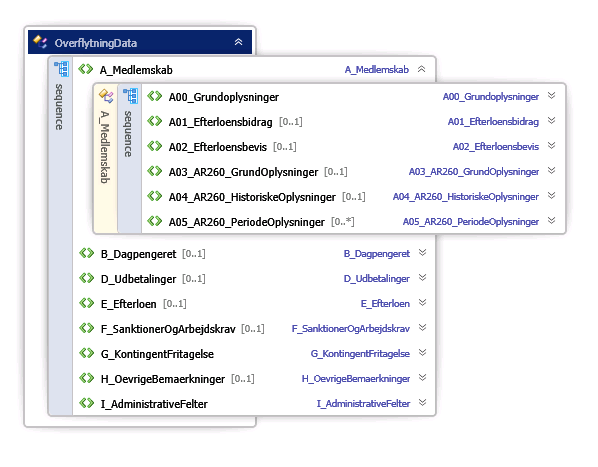 OverflytningData
sequence
A_Medlemskab A_Medlemskab
A_Medlemskab
sequence
A00_Grundoplysninger A00_Grundoplysninger
A01_Efterloensbidrag [0..1] A01_Efterloensbidrag
A02_Efterloensbevis [0..1] A02_Efterloensbevis
A03_AR260_GrundOplysninger [0..1] A03_AR260_GrundOplysninger
A04_AR260_HistoriskeOplysninger [0..1] A04_AR260_HistoriskeOplysninger
A05_AR260_PeriodeOplysninger [0..*] A05_AR260_PeriodeOplysninger
B_Dagpengeret [0..1] B_Dagpengeret
D_Udbetalinger [0..1] D_Udbetalinger
E_Efterloen [0..1] E_Efterloen
F_SanktionerOgArbejdskrav [0..1] F_SanktionerOgArbejdskrav
G_KontingentFritagelse G_KontingentFritagelse
H_OevrigeBemaerkninger [0..1] H_OevrigeBemaerkninger
I_AdministrativeFelter I_AdministrativeFelter